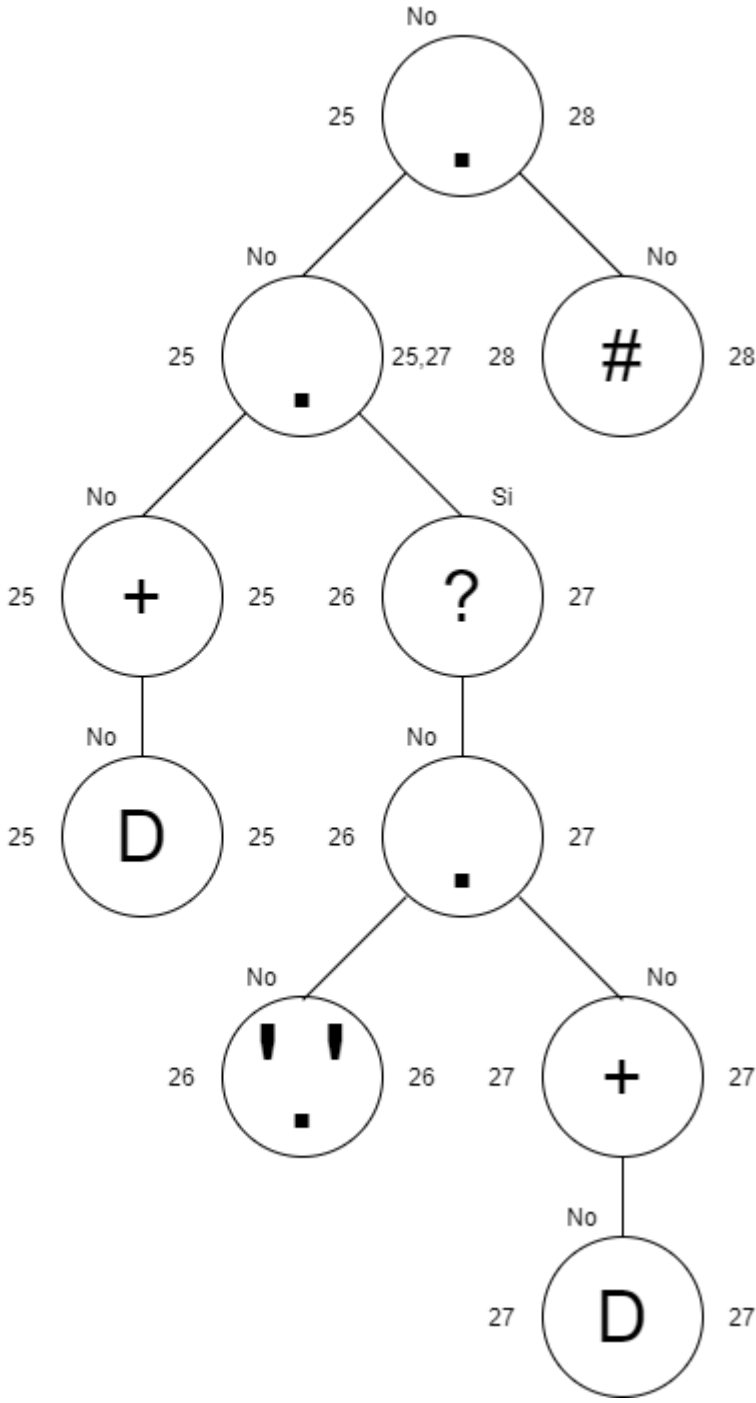 No
25 . 28
No No
25 . 25,27 28 # 28
No Si
25 + 25 26 ? 27
No No
25 D 25 26 . 27
No No
26 '.' 26 27 + 27
No
27 D 27